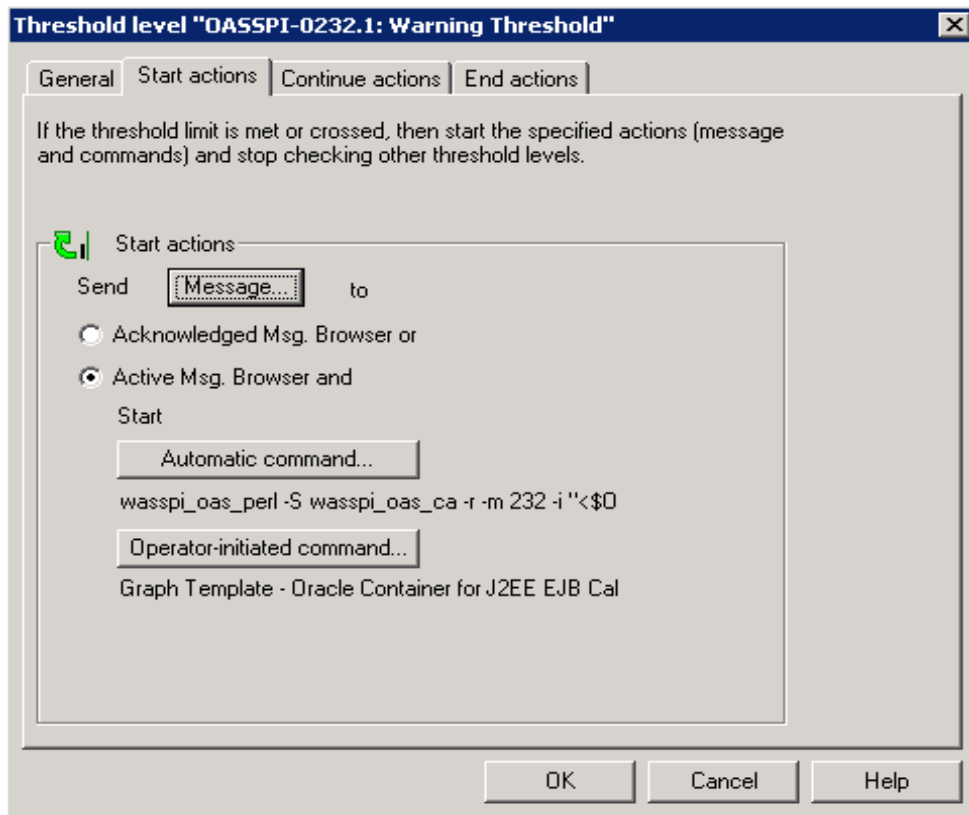 Threshold level "OASSPI-0232.1: Warning Threshold"
General Start actions Continue actions End actions
If the threshold limit is met or crossed, then start the specified actions (message
and commands) and stop checking other threshold levels.
Start actions
Send Message... to
Acknowledged Msg. Browser or
Active Msg. Browser and
Start
Automatic command...
wasspi_oas_perl -S wasspi_oas_ca -r -m 232 -i "<$O
Operator-initiated command...
Graph Template - Oracle Container for J2EE EJB Cal
OK Cancel Help